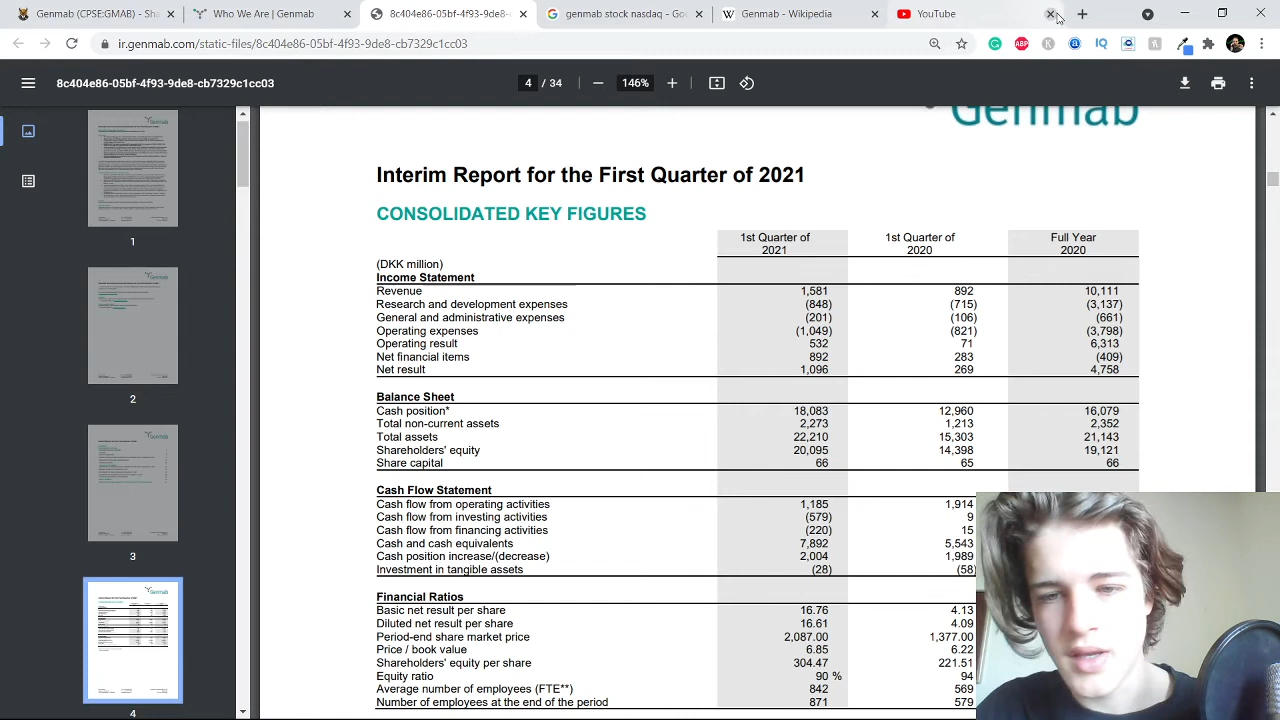 Genmab (CPSE:GMAB) - Sha
Who We Are | Genmab
8c404e86-05bf-4f93-9de8-cb7329
genmab stock nasdaq - Go
Genmab - Wikipedia
YouTube
ir.genmab.com/static-files/8c404e86-05bf-4f93-9de8-cb7329c1cc03
8c404e86-05bf-4f93-9de8-cb7329c1cc03
4 / 34
146%
Genmab
Interim Report for the First Quarter of 2021
CONSOLIDATED KEY FIGURES
1st Quarter of 2021
1st Quarter of 2020
Full Year 2020
(DKK million)
Income Statement
Revenue 1,581 892 10,111
Research and development expenses (848) (715) (3,137)
General and administrative expenses (201) (106) (661)
Operating expenses (1,049) (821) (3,798)
Operating result 532 71 6,313
Net financial items 892 283 (409)
Net result 1,096 269 4,758
Balance Sheet
Cash position* 18,083 12,960 16,079
Total non-current assets 2,273 1,213 2,352
Total assets 22,210 15,303 21,143
Shareholders' equity 20,095 14,398 19,121
Share capital 66 65 66
Cash Flow Statement
Cash flow from operating activities 1,185 1,914
Cash flow from investing activities (579) 9
Cash flow from financing activities (220) 15
Cash and cash equivalents 7,892 5,543
Cash position increase/(decrease) 2,004 1,989
Investment in tangible assets (28) (58)
Financial Ratios
Basic net result per share 16.76 4.13
Diluted net result per share 16.61 4.09
Period-end share market price 2,087.00 1,377.00
Price / book value 6.85 6.22
Shareholders' equity per share 304.47 221.51
Equity ratio 90 % 94
Average number of employees (FTE**) 842 569
Number of employees at the end of the period 871 579
1
2
3
4